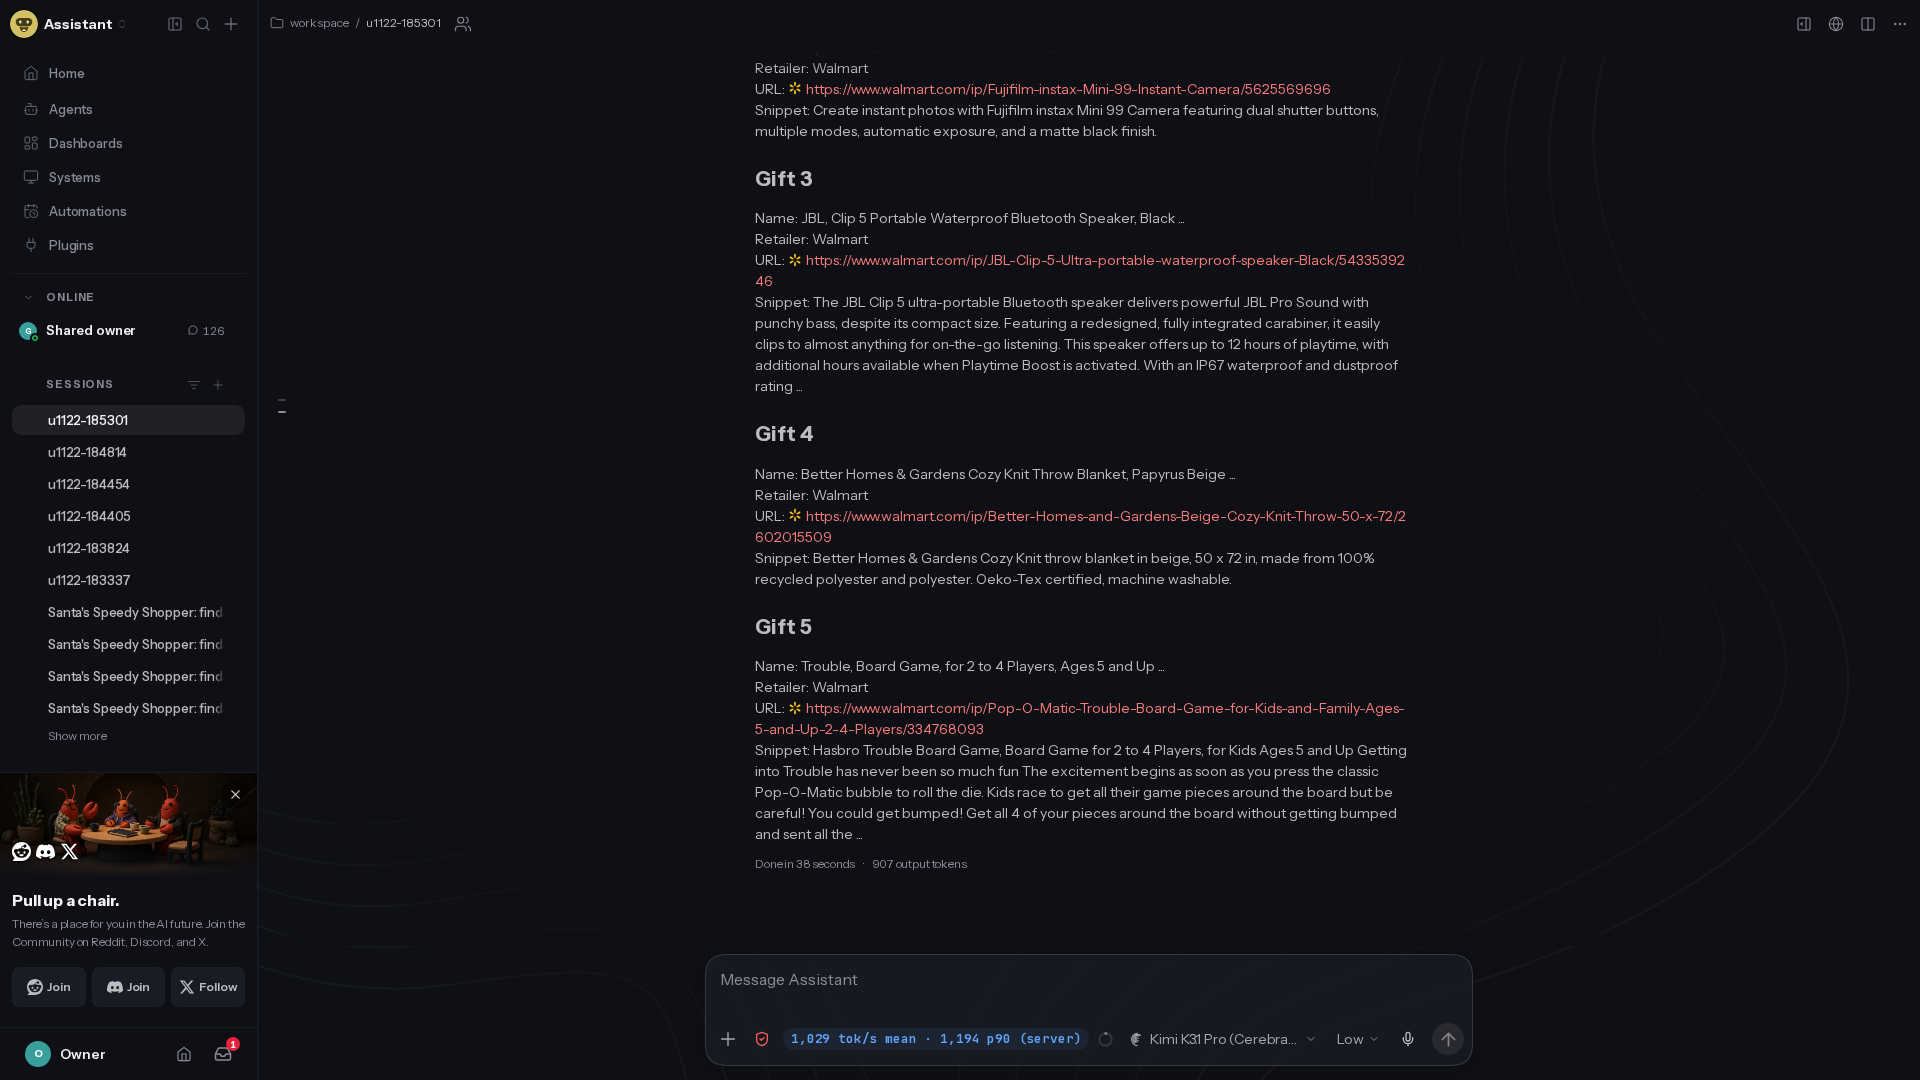 Assistant
Home
Agents
Dashboards
Systems
Automations
Plugins
ONLINE
G
Shared owner
126
SESSIONS
u1122-185301
u1122-184814
u1122-184454
u1122-184405
u1122-183824
u1122-183337
Santa's Speedy Shopper: find
Santa's Speedy Shopper: find
Santa's Speedy Shopper: find
Santa's Speedy Shopper: find
Show more
Pull up a chair.
There's a place for you in the AI future. Join the
Community on Reddit, Discord, and X.
Join
Join
Follow
O
Owner
1
workspace / u1122-185301
Retailer: Walmart
URL: https://www.walmart.com/ip/Fujifilm-instax-Mini-99-Instant-Camera/5625569696
Snippet: Create instant photos with Fujifilm instax Mini 99 Camera featuring dual shutter buttons,
multiple modes, automatic exposure, and a matte black finish.
Gift 3
Name: JBL, Clip 5 Portable Waterproof Bluetooth Speaker, Black ...
Retailer: Walmart
URL: https://www.walmart.com/ip/JBL-Clip-5-Ultra-portable-waterproof-speaker-Black/54335392
46
Snippet: The JBL Clip 5 ultra-portable Bluetooth speaker delivers powerful JBL Pro Sound with
punchy bass, despite its compact size. Featuring a redesigned, fully integrated carabiner, it easily
clips to almost anything for on-the-go listening. This speaker offers up to 12 hours of playtime, with
additional hours available when Playtime Boost is activated. With an IP67 waterproof and dustproof
rating ...
Gift 4
Name: Better Homes & Gardens Cozy Knit Throw Blanket, Papyrus Beige ...
Retailer: Walmart
URL: https://www.walmart.com/ip/Better-Homes-and-Gardens-Beige-Cozy-Knit-Throw-50-x-72/2
602015509
Snippet: Better Homes & Gardens Cozy Knit throw blanket in beige, 50 x 72 in, made from 100%
recycled polyester and polyester. Oeko-Tex certified, machine washable.
Gift 5
Name: Trouble, Board Game, for 2 to 4 Players, Ages 5 and Up ...
Retailer: Walmart
URL: https://www.walmart.com/ip/Pop-O-Matic-Trouble-Board-Game-for-Kids-and-Family-Ages-
5-and-Up-2-4-Players/334768093
Snippet: Hasbro Trouble Board Game, Board Game for 2 to 4 Players, for Kids Ages 5 and Up Getting
into Trouble has never been so much fun The excitement begins as soon as you press the classic
Pop-O-Matic bubble to roll the die. Kids race to get all their game pieces around the board but be
careful! You could get bumped! Get all 4 of your pieces around the board without getting bumped
and sent all the ...
Done in 38 seconds · 907 output tokens
Message Assistant
1,029 tok/s mean · 1,194 p90 (server)
Kimi K3.1 Pro (Cerebra...
Low